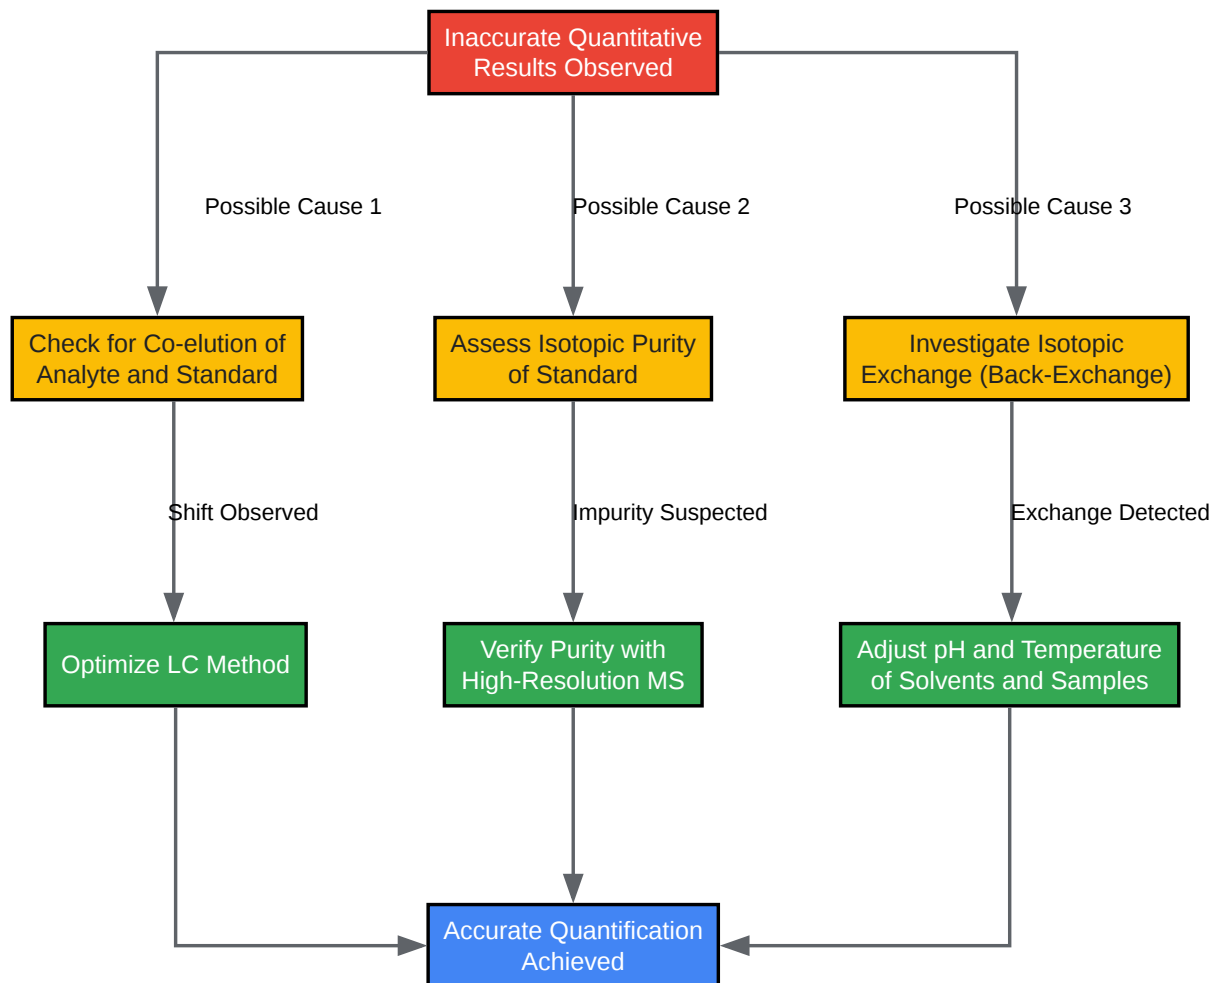 Inaccurate Quantitative
Results Observed
Possible Cause 1
Possible Cause 2
Possible Cause 3
Check for Co-elution of
Analyte and Standard
Assess Isotopic Purity
of Standard
Investigate Isotopic
Exchange (Back-Exchange)
Shift Observed
Impurity Suspected
Exchange Detected
Optimize LC Method
Verify Purity with
High-Resolution MS
Adjust pH and Temperature
of Solvents and Samples
Accurate Quantification
Achieved